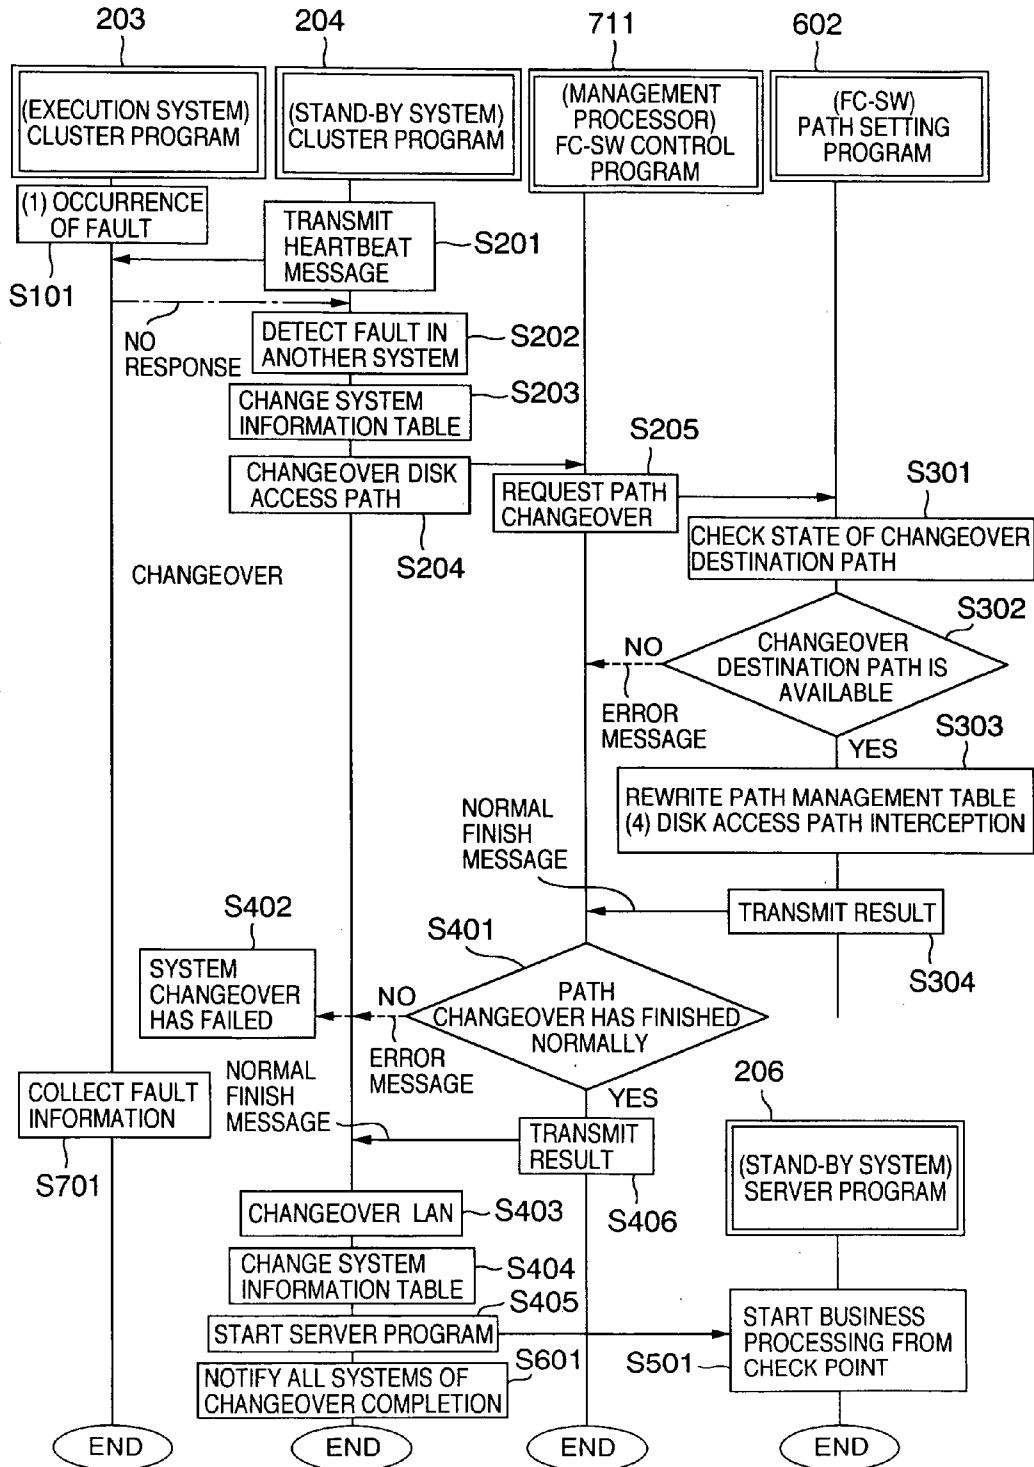 203
204
711
602
(EXECUTION SYSTEM)
CLUSTER PROGRAM
(STAND-BY SYSTEM)
CLUSTER PROGRAM
(MANAGEMENT
PROCESSOR)
FC-SW CONTROL
PROGRAM
(FC-SW)
PATH SETTING
PROGRAM
(1) OCCURRENCE
OF FAULT
S101
TRANSMIT
HEARTBEAT
MESSAGE
S201
NO
RESPONSE
DETECT FAULT IN
ANOTHER SYSTEM
S202
CHANGE SYSTEM
INFORMATION TABLE
S203
CHANGEOVER DISK
ACCESS PATH
S204
S205
REQUEST PATH
CHANGEOVER
S301
CHECK STATE OF CHANGEOVER
DESTINATION PATH
CHANGEOVER
S302
CHANGEOVER
DESTINATION PATH IS
AVAILABLE
NO
ERROR
MESSAGE
YES
S303
REWRITE PATH MANAGEMENT TABLE
(4) DISK ACCESS PATH INTERCEPTION
NORMAL
FINISH
MESSAGE
TRANSMIT RESULT
S304
S401
PATH
CHANGEOVER HAS FINISHED
NORMALLY
S402
SYSTEM
CHANGEOVER
HAS FAILED
NO
ERROR
MESSAGE
YES
COLLECT FAULT
INFORMATION
S701
NORMAL
FINISH
MESSAGE
TRANSMIT
RESULT
S406
206
(STAND-BY SYSTEM)
SERVER PROGRAM
CHANGEOVER LAN
S403
CHANGE SYSTEM
INFORMATION TABLE
S404
S405
START SERVER PROGRAM
START BUSINESS
PROCESSING FROM
CHECK POINT
S501
S601
NOTIFY ALL SYSTEMS OF
CHANGEOVER COMPLETION
END
END
END
END